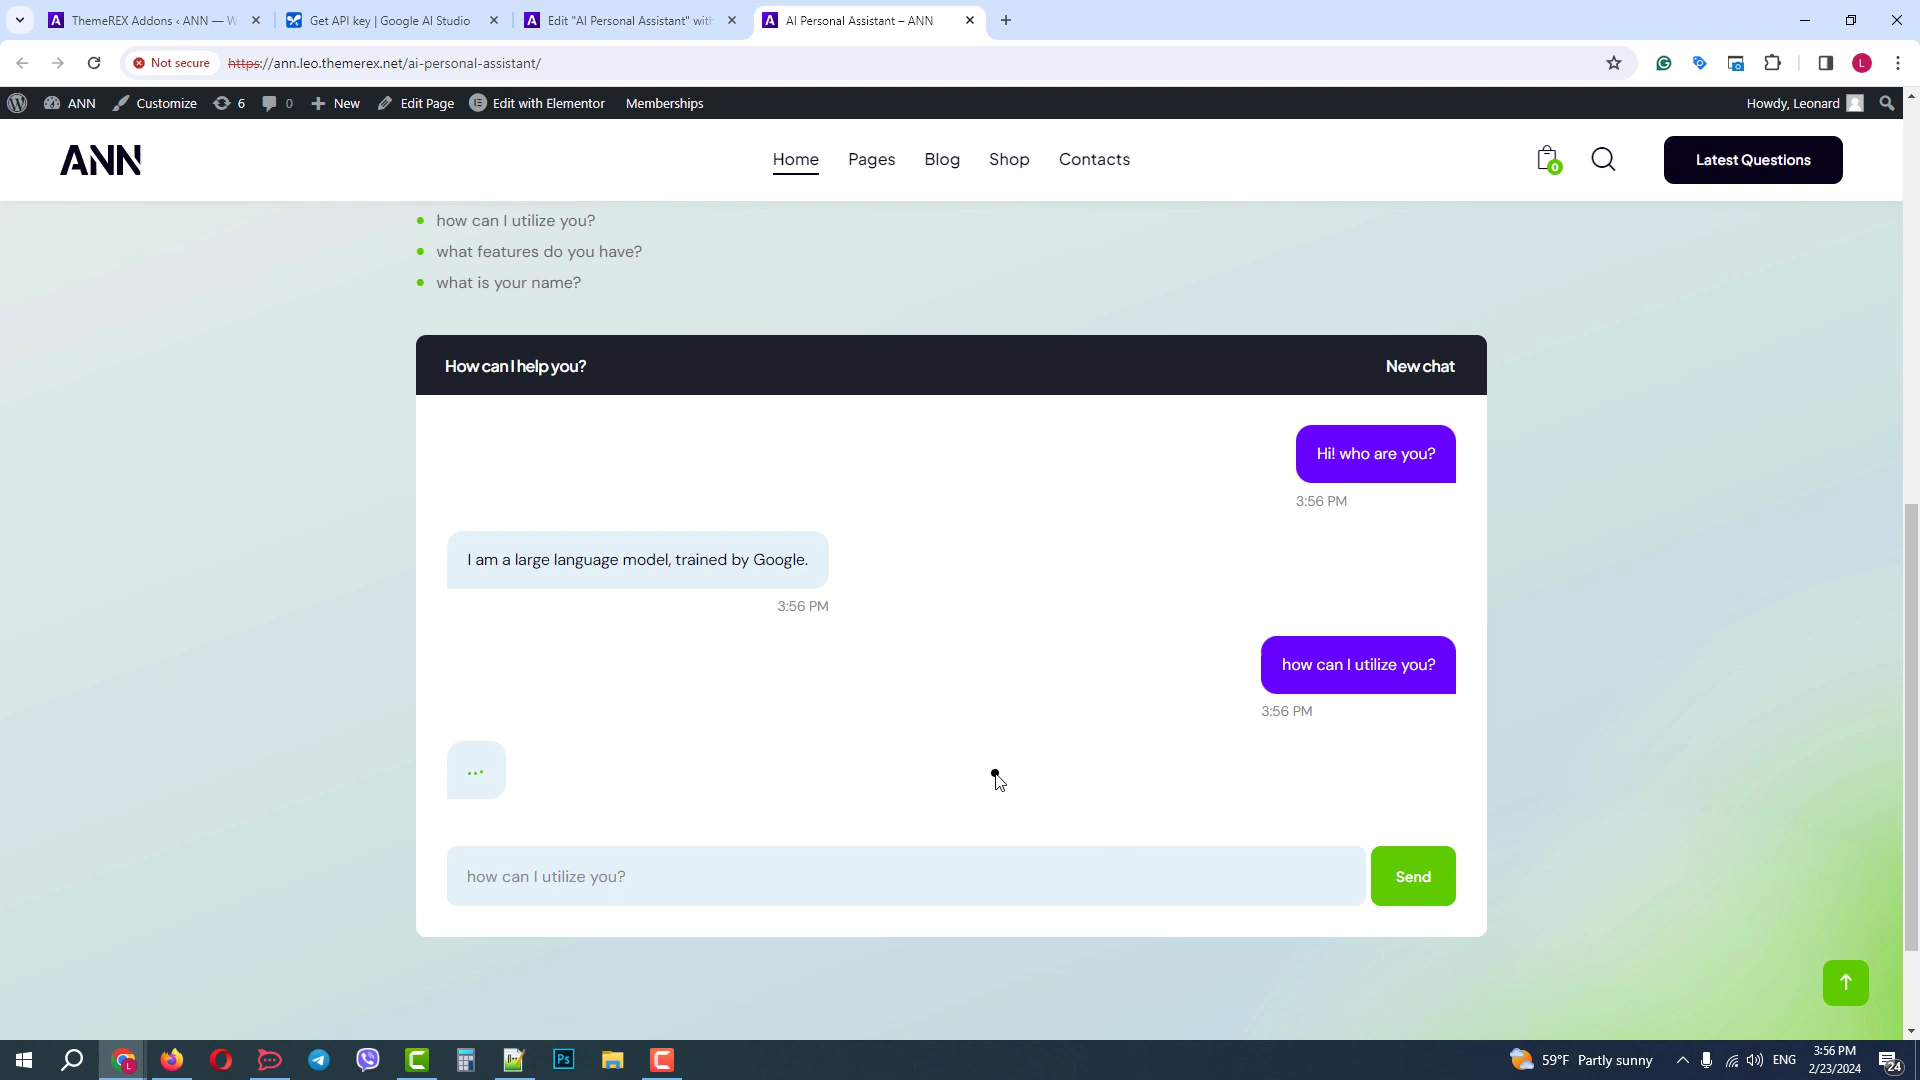 ThemeREX Addons ‹ ANN — W
Get API key | Google AI Studio
Edit "AI Personal Assistant" with
AI Personal Assistant – ANN
Not secure
https://ann.leo.themerex.net/ai-personal-assistant/
L
ANN
Customize
6
0
New
Edit Page
Edit with Elementor
Memberships
Howdy, Leonard
ANN
Home
Pages
Blog
Shop
Contacts
0
Latest Questions
how can I utilize you?
what features do you have?
what is your name?
How can I help you?
New chat
Hi! who are you?
3:56 PM
I am a large language model, trained by Google.
3:56 PM
how can I utilize you?
3:56 PM
...
how can I utilize you?
Send
Ps
59°F Partly sunny
ENG
3:56 PM
2/23/2024
24